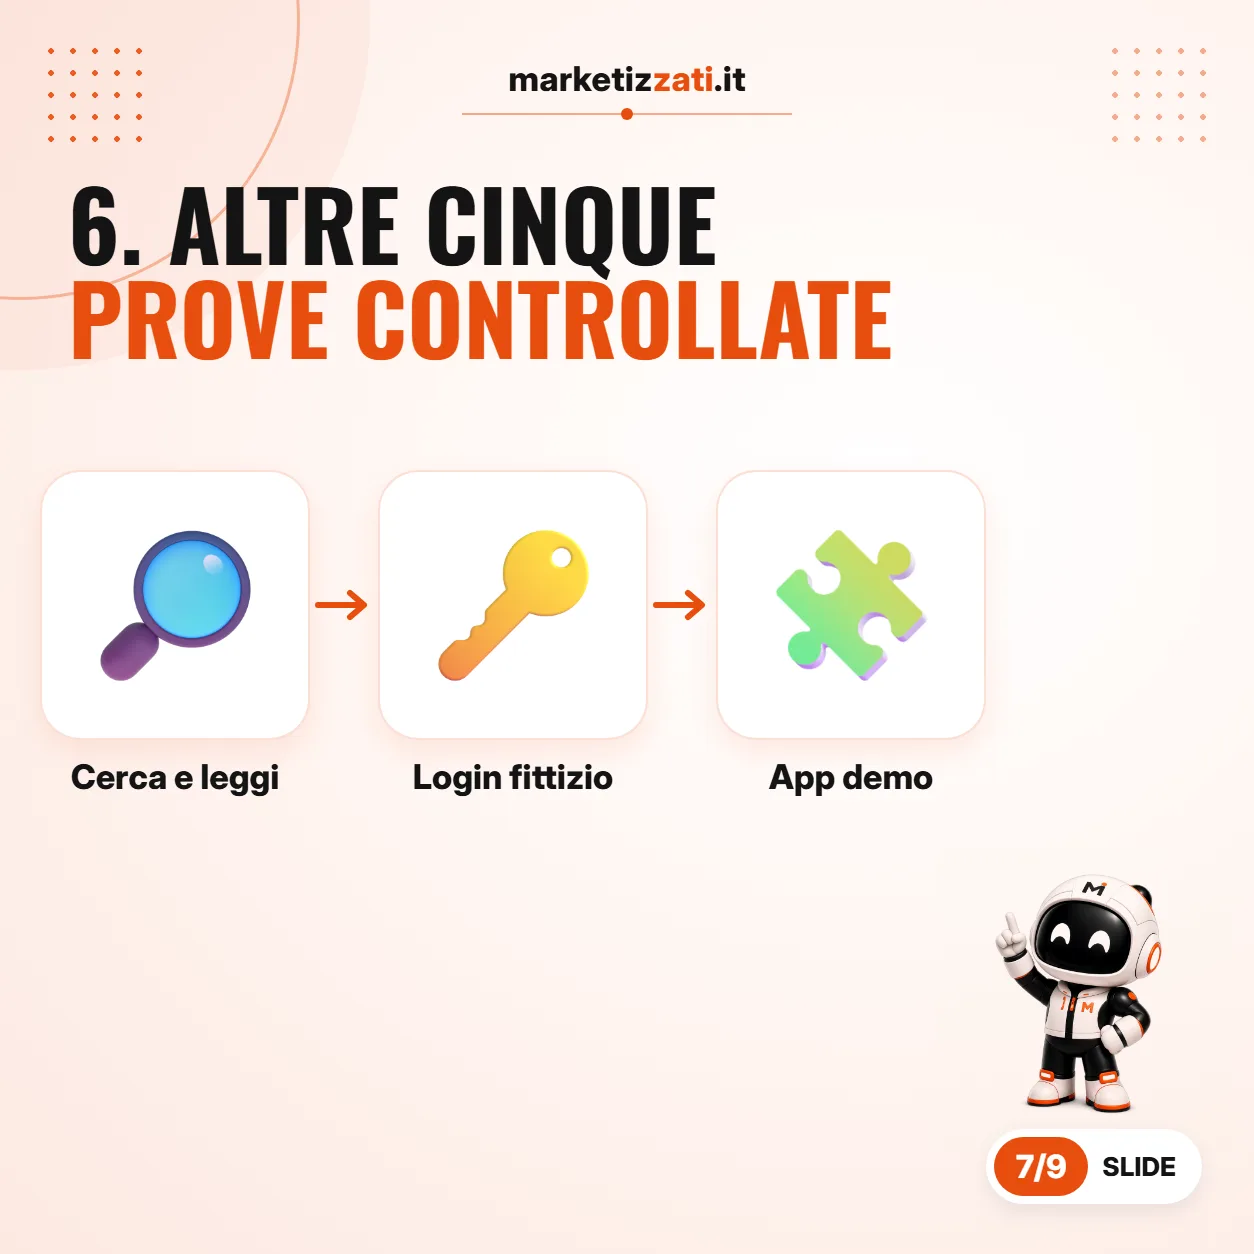 marketizzati.it
6. ALTRE CINQUE
PROVE CONTROLLATE
Cerca e leggi
Login fittizio
App demo
M
M
7/9 SLIDE